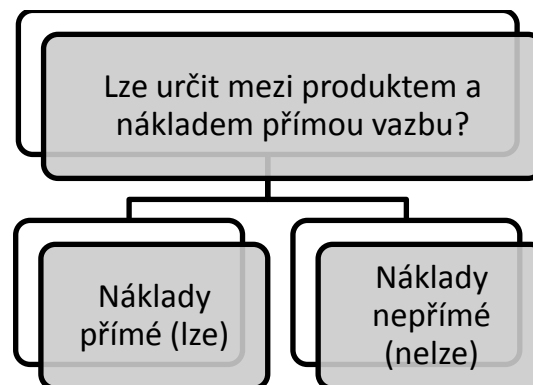 Lze určit mezi produktem a
nákladem přímou vazbu?
Náklady
přímé (lze)
Náklady
nepřímé
(nelze)